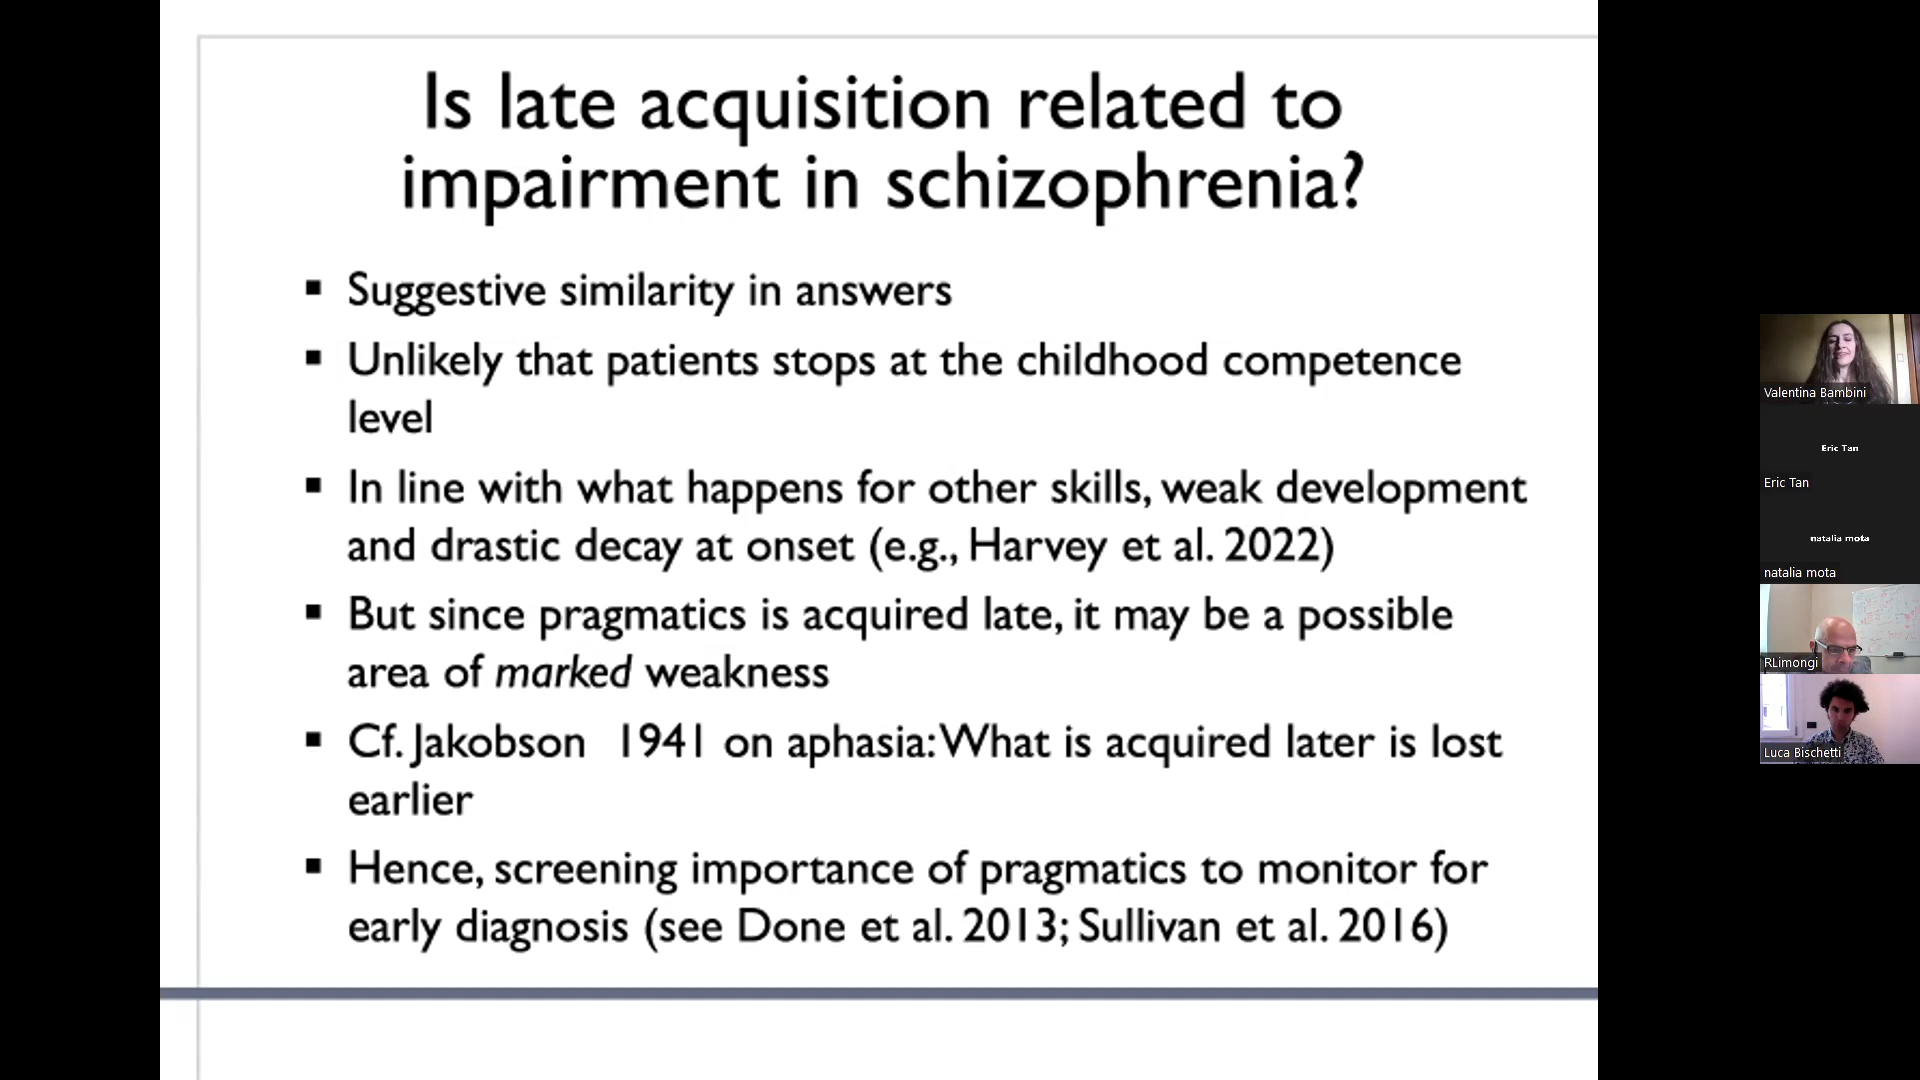 Is late acquisition related to
impairment in schizophrenia?
▪ Suggestive similarity in answers
▪ Unlikely that patients stops at the childhood competence
level
▪ In line with what happens for other skills, weak development
and drastic decay at onset (e.g., Harvey et al. 2022)
▪ But since pragmatics is acquired late, it may be a possible
area of marked weakness
▪ Cf. Jakobson 1941 on aphasia: What is acquired later is lost
earlier
▪ Hence, screening importance of pragmatics to monitor for
early diagnosis (see Done et al. 2013; Sullivan et al. 2016)
Valentina Bambini
Eric Tan
Eric Tan
natalia mota
natalia mota
RLimongi
Luca Bischetti